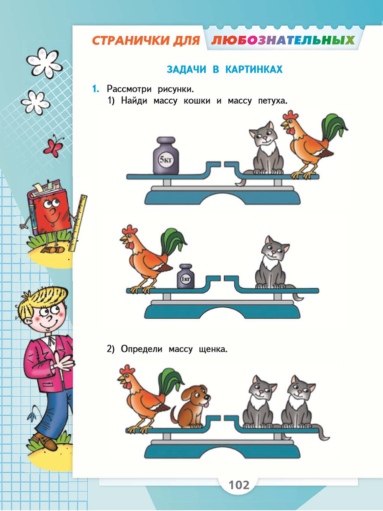 СТРАНИЧКИ ДЛЯ ЛЮБОЗНАТЕЛЬНЫХ
ЗАДАЧИ В КАРТИНКАХ
1. Рассмотри рисунки.
1) Найди массу кошки и массу петуха.
5кг
2) Определи массу щенка.
102